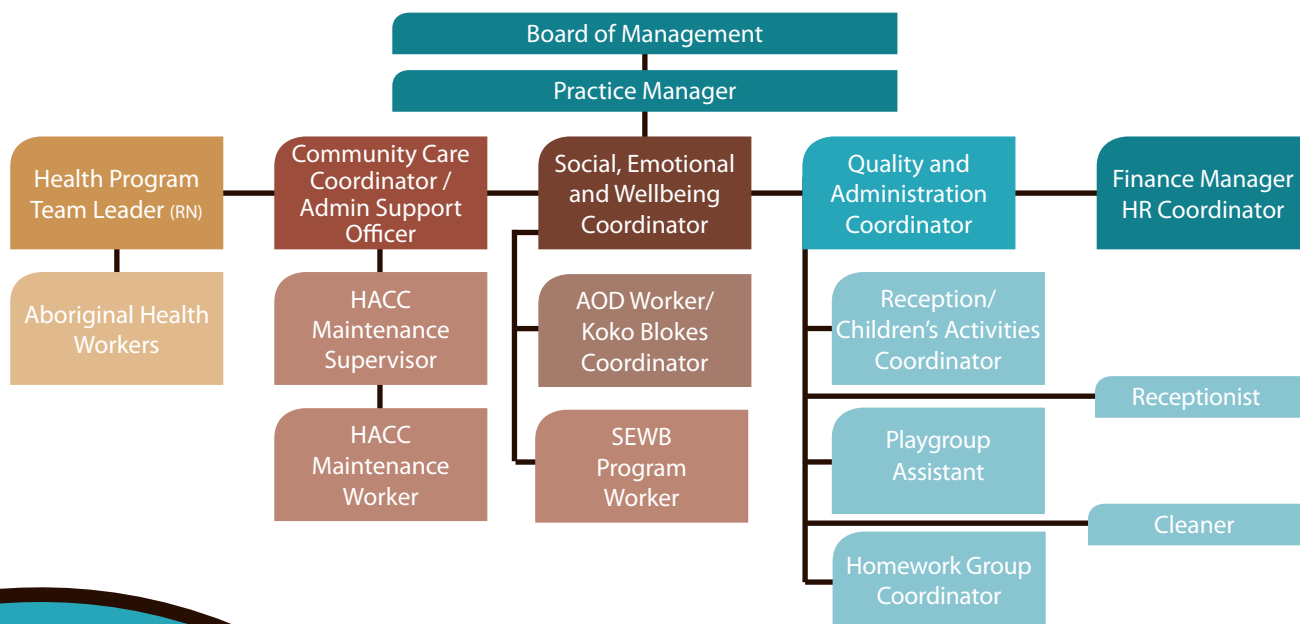 Board of Management
Practice Manager
Health Program
Team Leader (RN)
Community Care
Coordinator /
Admin Support
Officer
Social, Emotional
and Wellbeing
Coordinator
Quality and
Administration
Coordinator
Finance Manager
HR Coordinator
Aboriginal Health
Workers
HACC
Maintenance
Supervisor
AOD Worker/
Koko Blokes
Coordinator
Reception/
Children’s Activities
Coordinator
Receptionist
HACC
Maintenance
Worker
SEWB
Program
Worker
Playgroup
Assistant
Cleaner
Homework Group
Coordinator